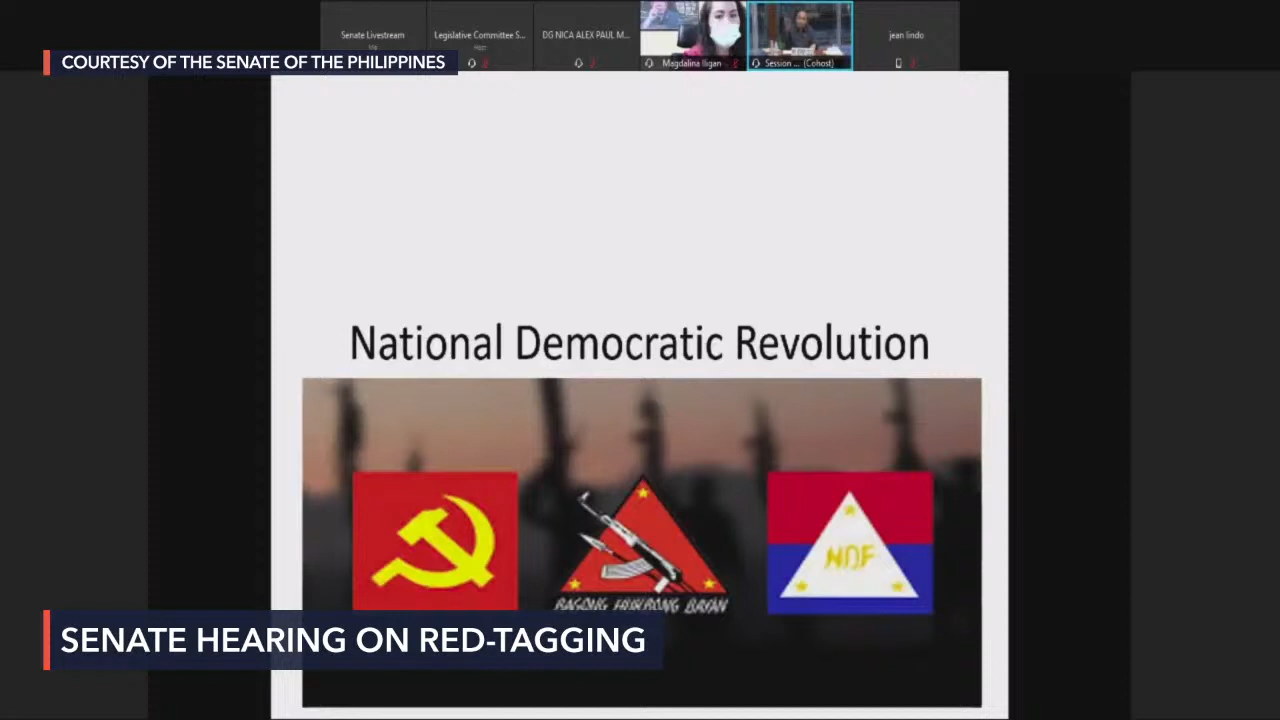 Senate Livestream
Legislative Committee S...
DG NICA ALEX PAUL M...
jean lindo
Magdalina Iligan
Session ... (Cohost)
COURTESY OF THE SENATE OF THE PHILIPPINES
National Democratic Revolution
NDF
BAGONG HUKBONG BAYAN
SENATE HEARING ON RED-TAGGING